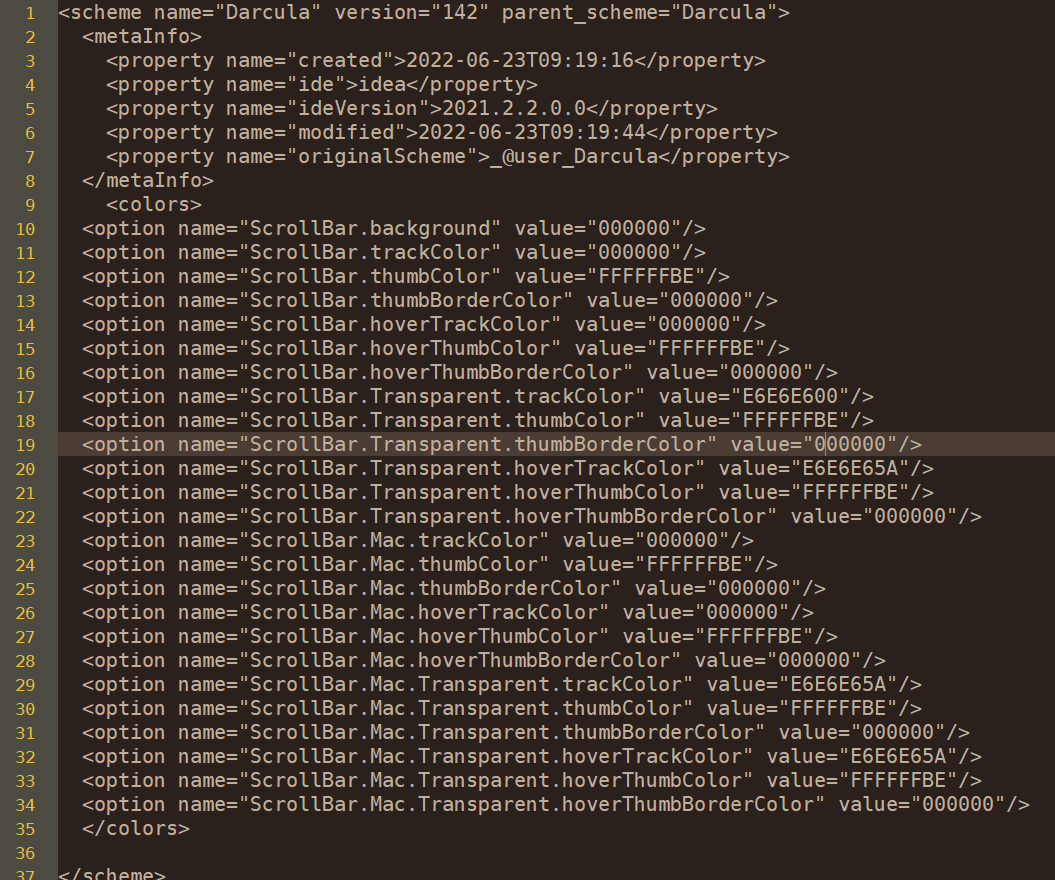 1 <scheme name="Darcula" version="142" parent_scheme="Darcula">
2   <metaInfo>
3     <property name="created">2022-06-23T09:19:16</property>
4     <property name="ide">idea</property>
5     <property name="ideVersion">2021.2.2.0.0</property>
6     <property name="modified">2022-06-23T09:19:44</property>
7     <property name="originalScheme">_@user_Darcula</property>
8   </metaInfo>
9     <colors>
10   <option name="ScrollBar.background" value="000000"/>
11   <option name="ScrollBar.trackColor" value="000000"/>
12   <option name="ScrollBar.thumbColor" value="FFFFFFBE"/>
13   <option name="ScrollBar.thumbBorderColor" value="000000"/>
14   <option name="ScrollBar.hoverTrackColor" value="000000"/>
15   <option name="ScrollBar.hoverThumbColor" value="FFFFFFBE"/>
16   <option name="ScrollBar.hoverThumbBorderColor" value="000000"/>
17   <option name="ScrollBar.Transparent.trackColor" value="E6E6E600"/>
18   <option name="ScrollBar.Transparent.thumbColor" value="FFFFFFBE"/>
19   <option name="ScrollBar.Transparent.thumbBorderColor" value="000000"/>
20   <option name="ScrollBar.Transparent.hoverTrackColor" value="E6E6E65A"/>
21   <option name="ScrollBar.Transparent.hoverThumbColor" value="FFFFFFBE"/>
22   <option name="ScrollBar.Transparent.hoverThumbBorderColor" value="000000"/>
23   <option name="ScrollBar.Mac.trackColor" value="000000"/>
24   <option name="ScrollBar.Mac.thumbColor" value="FFFFFFBE"/>
25   <option name="ScrollBar.Mac.thumbBorderColor" value="000000"/>
26   <option name="ScrollBar.Mac.hoverTrackColor" value="000000"/>
27   <option name="ScrollBar.Mac.hoverThumbColor" value="FFFFFFBE"/>
28   <option name="ScrollBar.Mac.hoverThumbBorderColor" value="000000"/>
29   <option name="ScrollBar.Mac.Transparent.trackColor" value="E6E6E65A"/>
30   <option name="ScrollBar.Mac.Transparent.thumbColor" value="FFFFFFBE"/>
31   <option name="ScrollBar.Mac.Transparent.thumbBorderColor" value="000000"/>
32   <option name="ScrollBar.Mac.Transparent.hoverTrackColor" value="E6E6E65A"/>
33   <option name="ScrollBar.Mac.Transparent.hoverThumbColor" value="FFFFFFBE"/>
34   <option name="ScrollBar.Mac.Transparent.hoverThumbBorderColor" value="000000"/>
35   </colors>
36
37 </scheme>